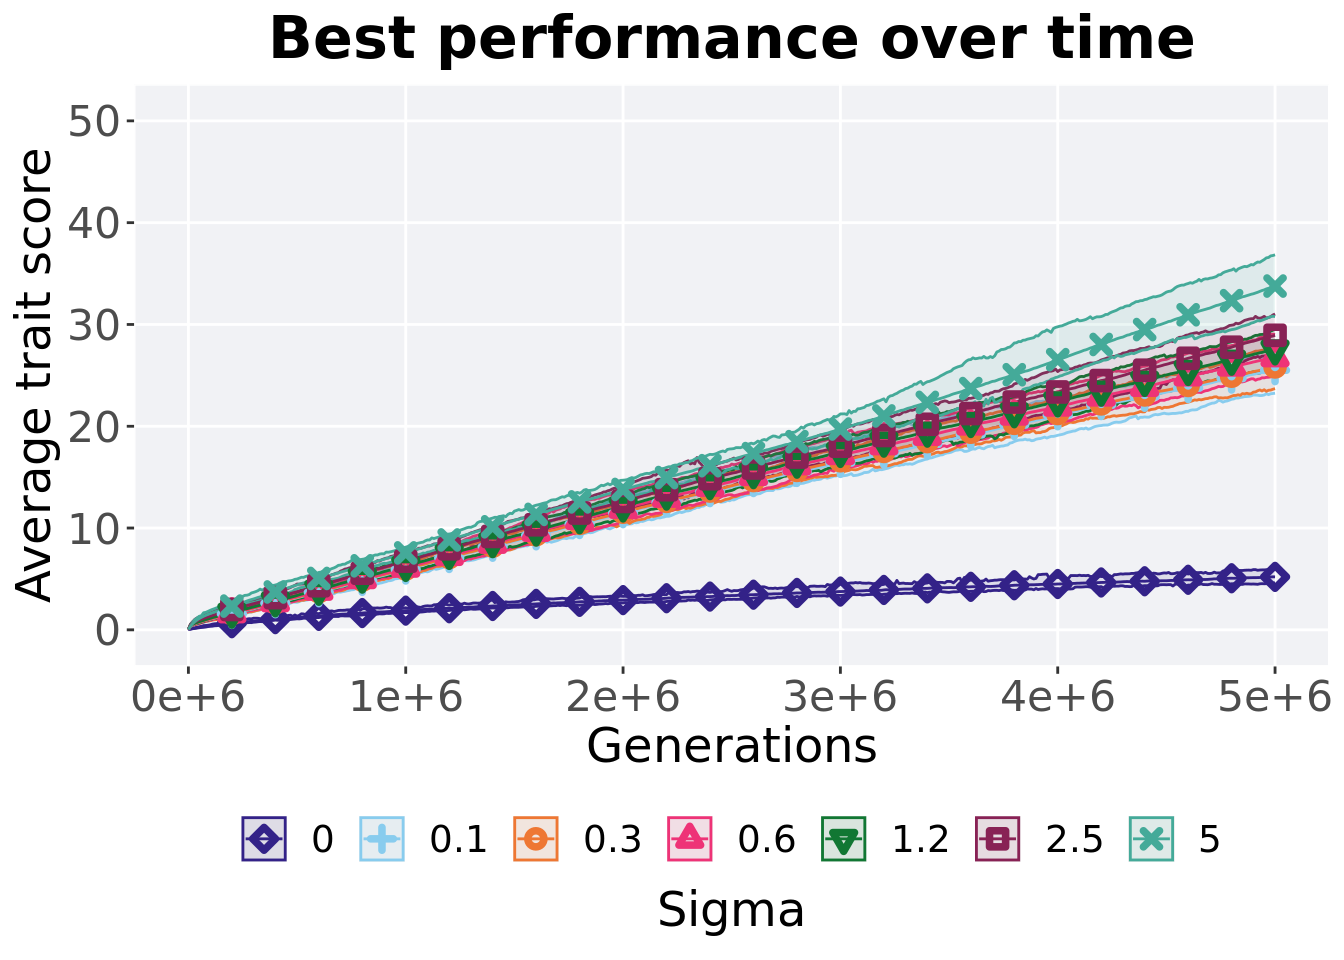 Best performance over time
Average trait score
50
40
30
20
10
0
0e+6 1e+6 2e+6 3e+6 4e+6 5e+6
Generations
0 0.1 0.3 0.6 1.2 2.5 5
Sigma